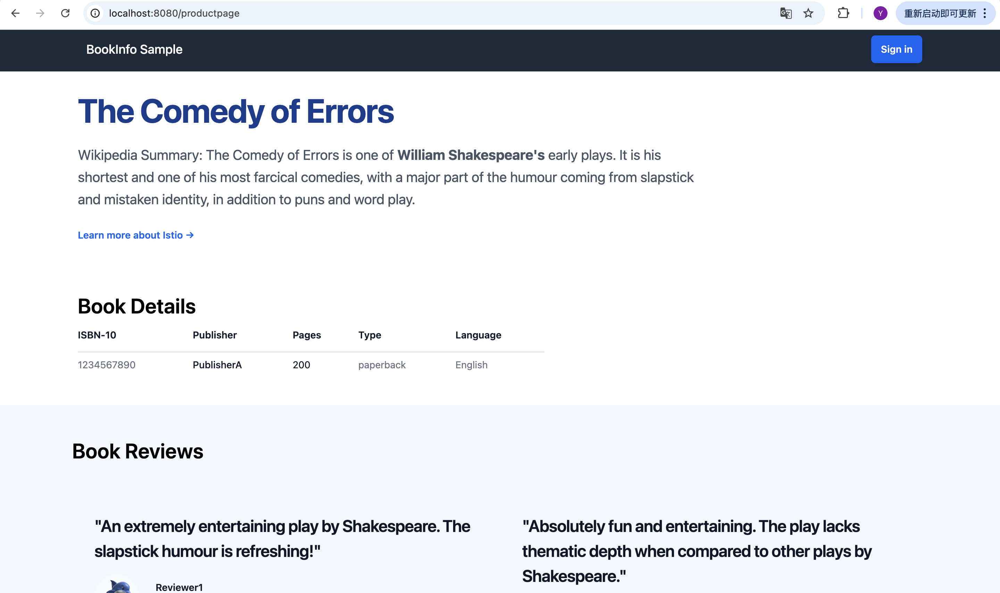 localhost:8080/productpage
Y
重新启动即可更新
BookInfo Sample
Sign in
The Comedy of Errors
Wikipedia Summary: The Comedy of Errors is one of William Shakespeare's early plays. It is his
shortest and one of his most farcical comedies, with a major part of the humour coming from slapstick
and mistaken identity, in addition to puns and word play.
Learn more about Istio →
Book Details
ISBN-10 Publisher Pages Type Language
1234567890 PublisherA 200 paperback English
Book Reviews
"An extremely entertaining play by Shakespeare. The
slapstick humour is refreshing!"
Reviewer1
"Absolutely fun and entertaining. The play lacks
thematic depth when compared to other plays by
Shakespeare."